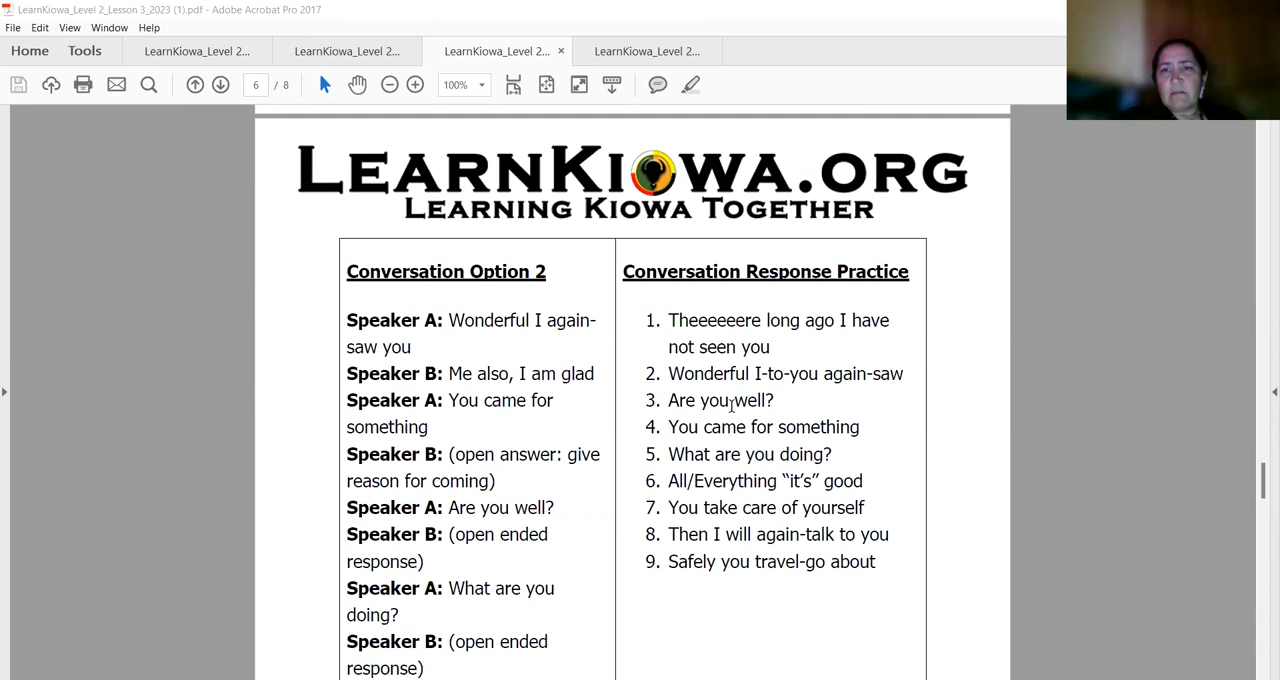 LearnKiowa_Level 2_Lesson 3_2023 (1).pdf - Adobe Acrobat Pro 2017
File Edit View Window Help
Home Tools LearnKiowa_Level 2... LearnKiowa_Level 2... LearnKiowa_Level 2... × LearnKiowa_Level 2...
6 / 8 100%
LEARNKIOWA.ORG
LEARNING KIOWA TOGETHER
Conversation Option 2
Speaker A: Wonderful I again-
saw you
Speaker B: Me also, I am glad
Speaker A: You came for
something
Speaker B: (open answer: give
reason for coming)
Speaker A: Are you well?
Speaker B: (open ended
response)
Speaker A: What are you
doing?
Speaker B: (open ended
response)
Conversation Response Practice
1. Theeeeeere long ago I have
not seen you
2. Wonderful I-to-you again-saw
3. Are you well?
4. You came for something
5. What are you doing?
6. All/Everything “it’s” good
7. You take care of yourself
8. Then I will again-talk to you
9. Safely you travel-go about